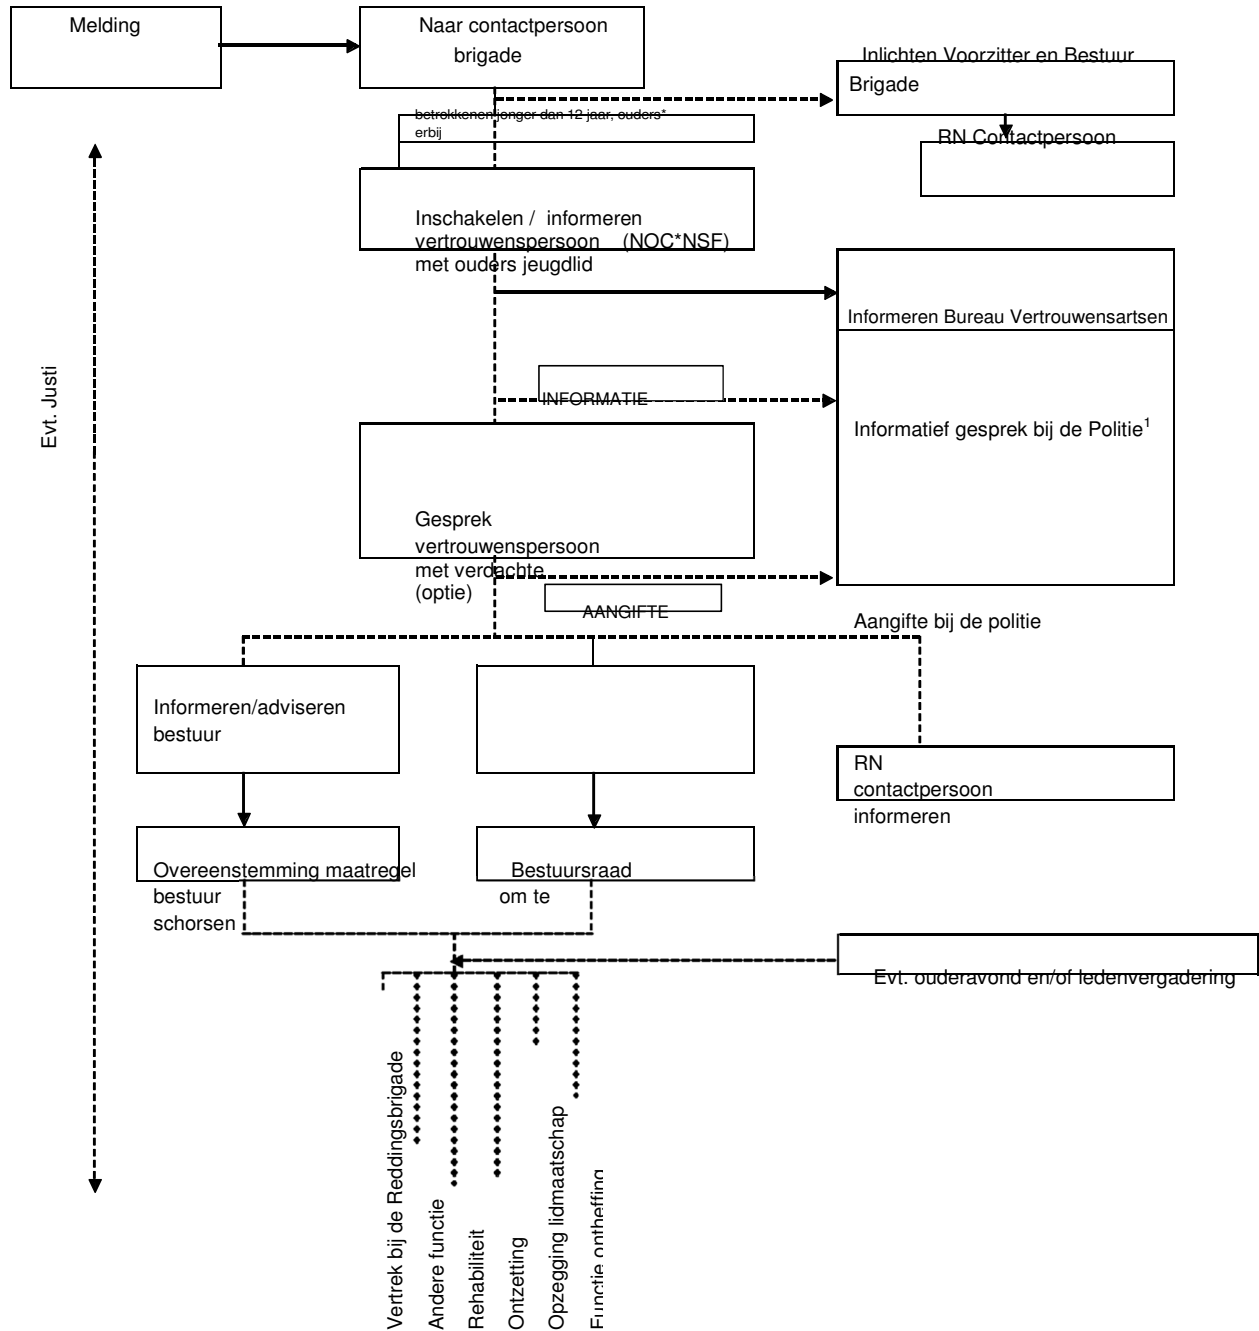 Melding
Naar contactpersoon
brigade
Inlichten Voorzitter en Bestuur
Brigade
betrokkenen jonger dan 12 jaar, ouders*
erbij
RN Contactpersoon
Inschakelen / informeren
vertrouwenspersoon (NOC*NSF)
met ouders jeugdlid
Informeren Bureau Vertrouwensartsen
Evt. Justi
INFORMATIE
Informatief gesprek bij de Politie1
Gesprek
vertrouwenspersoon
met verdachte
(optie)
AANGIFTE
Aangifte bij de politie
Informeren/adviseren
bestuur
RN
contactpersoon
informeren
Overeenstemming maatregel
bestuur
schorsen
Bestuursraad
om te
Evt. ouderavond en/of ledenvergadering
Vertrek bij de Reddingsbrigade
Andere functie
Rehabiliteit
Ontzetting
Opzegging lidmaatschap
Functie ontheffing